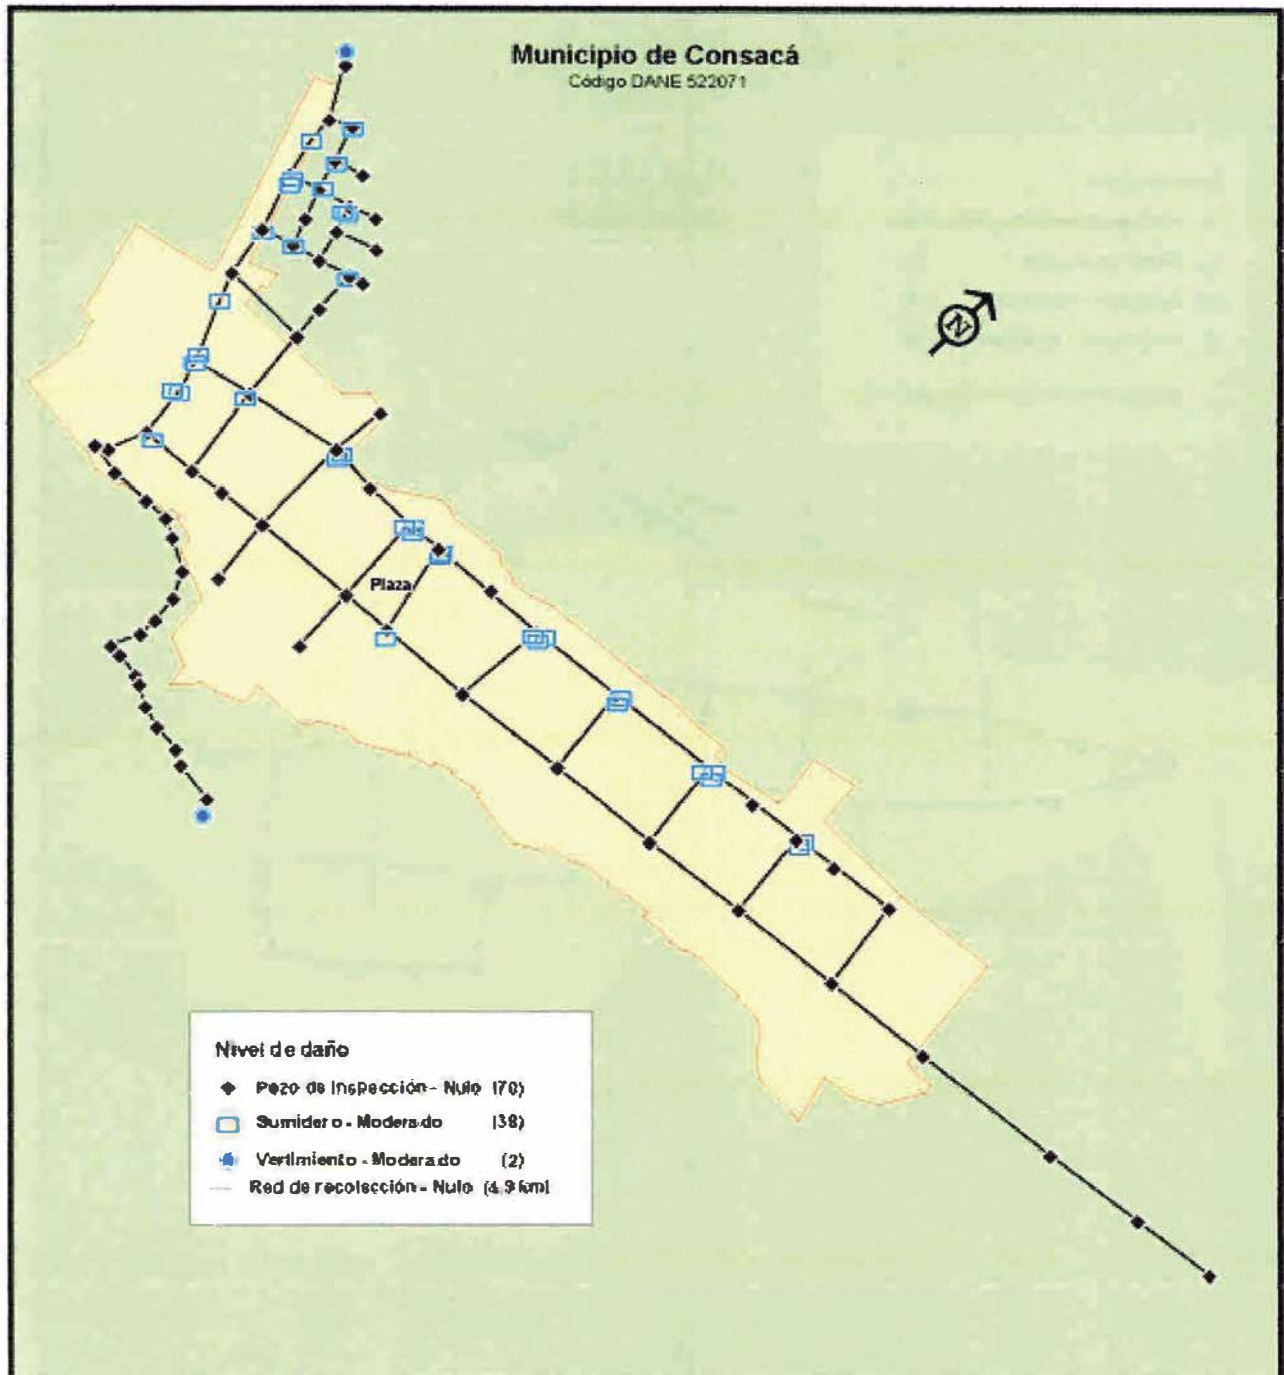 Municipio de Consacá
Código DANE 522071
N
Plaza
Nivel de daño
Pozo de Inspección - Nulo (70)
Sumidero - Moderado (38)
Vertimiento - Moderado (2)
Red de recolección - Nulo (4.9 km)